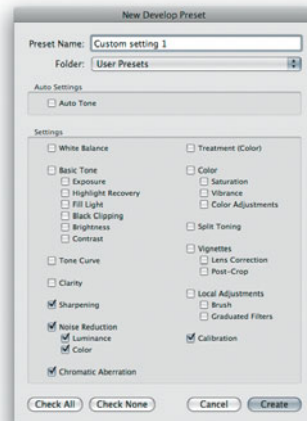 New Develop Preset
Preset Name: Custom setting 1
Folder: User Presets
Auto Settings
Auto Tone
Settings
White Balance
Basic Tone
Exposure
Highlight Recovery
Fill Light
Black Clipping
Brightness
Contrast
Tone Curve
Clarity
Sharpening
Noise Reduction
Luminance
Color
Chromatic Aberration
Treatment (Color)
Color
Saturation
Vibrance
Color Adjustments
Split Toning
Vignettes
Lens Correction
Post-Crop
Local Adjustments
Brush
Graduated Filters
Calibration
Check All Check None Cancel Create